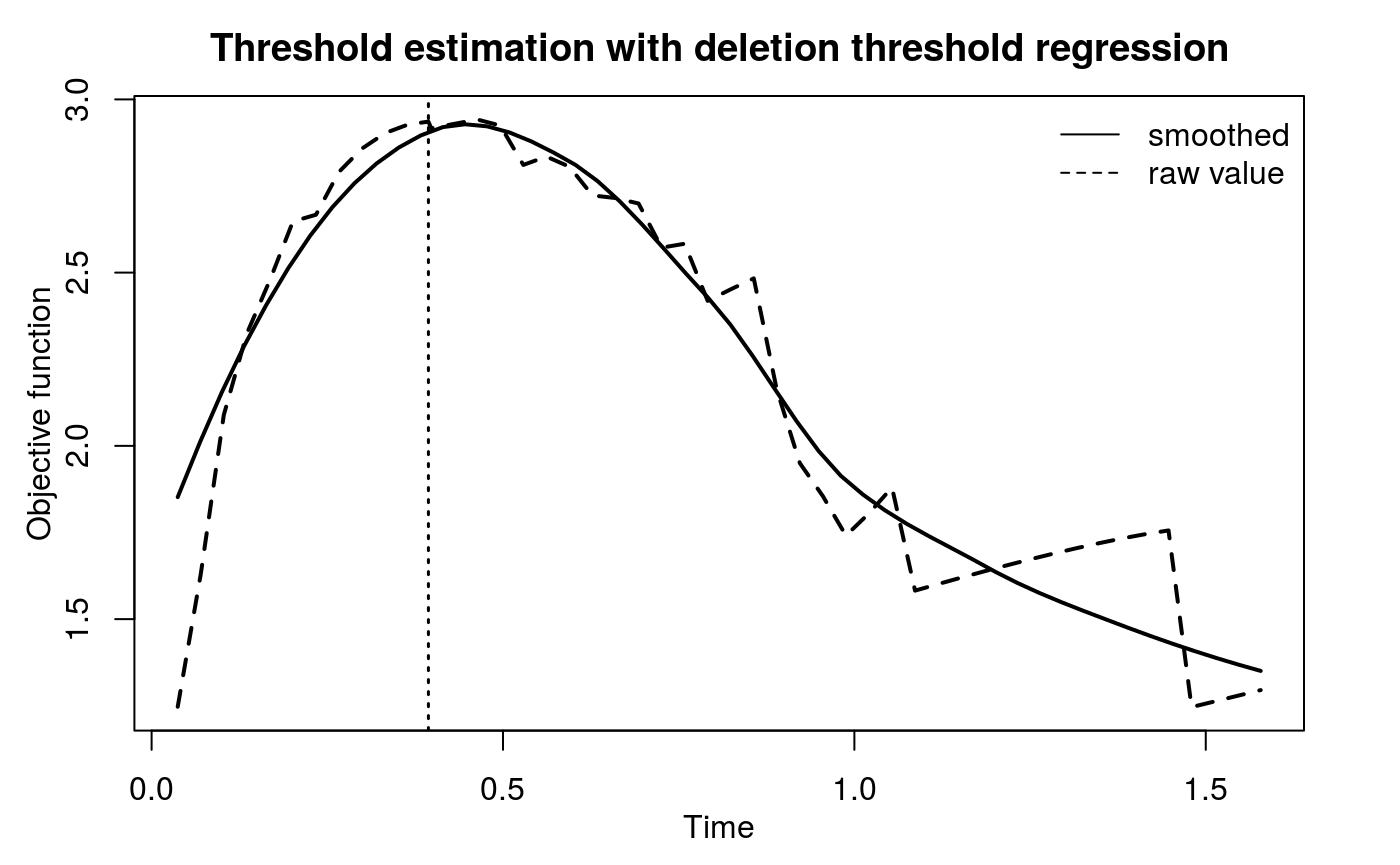 Threshold estimation with deletion threshold regression
smoothed
raw value
Objective function
3.0
2.5
2.0
1.5
0.0 0.5 1.0 1.5
Time